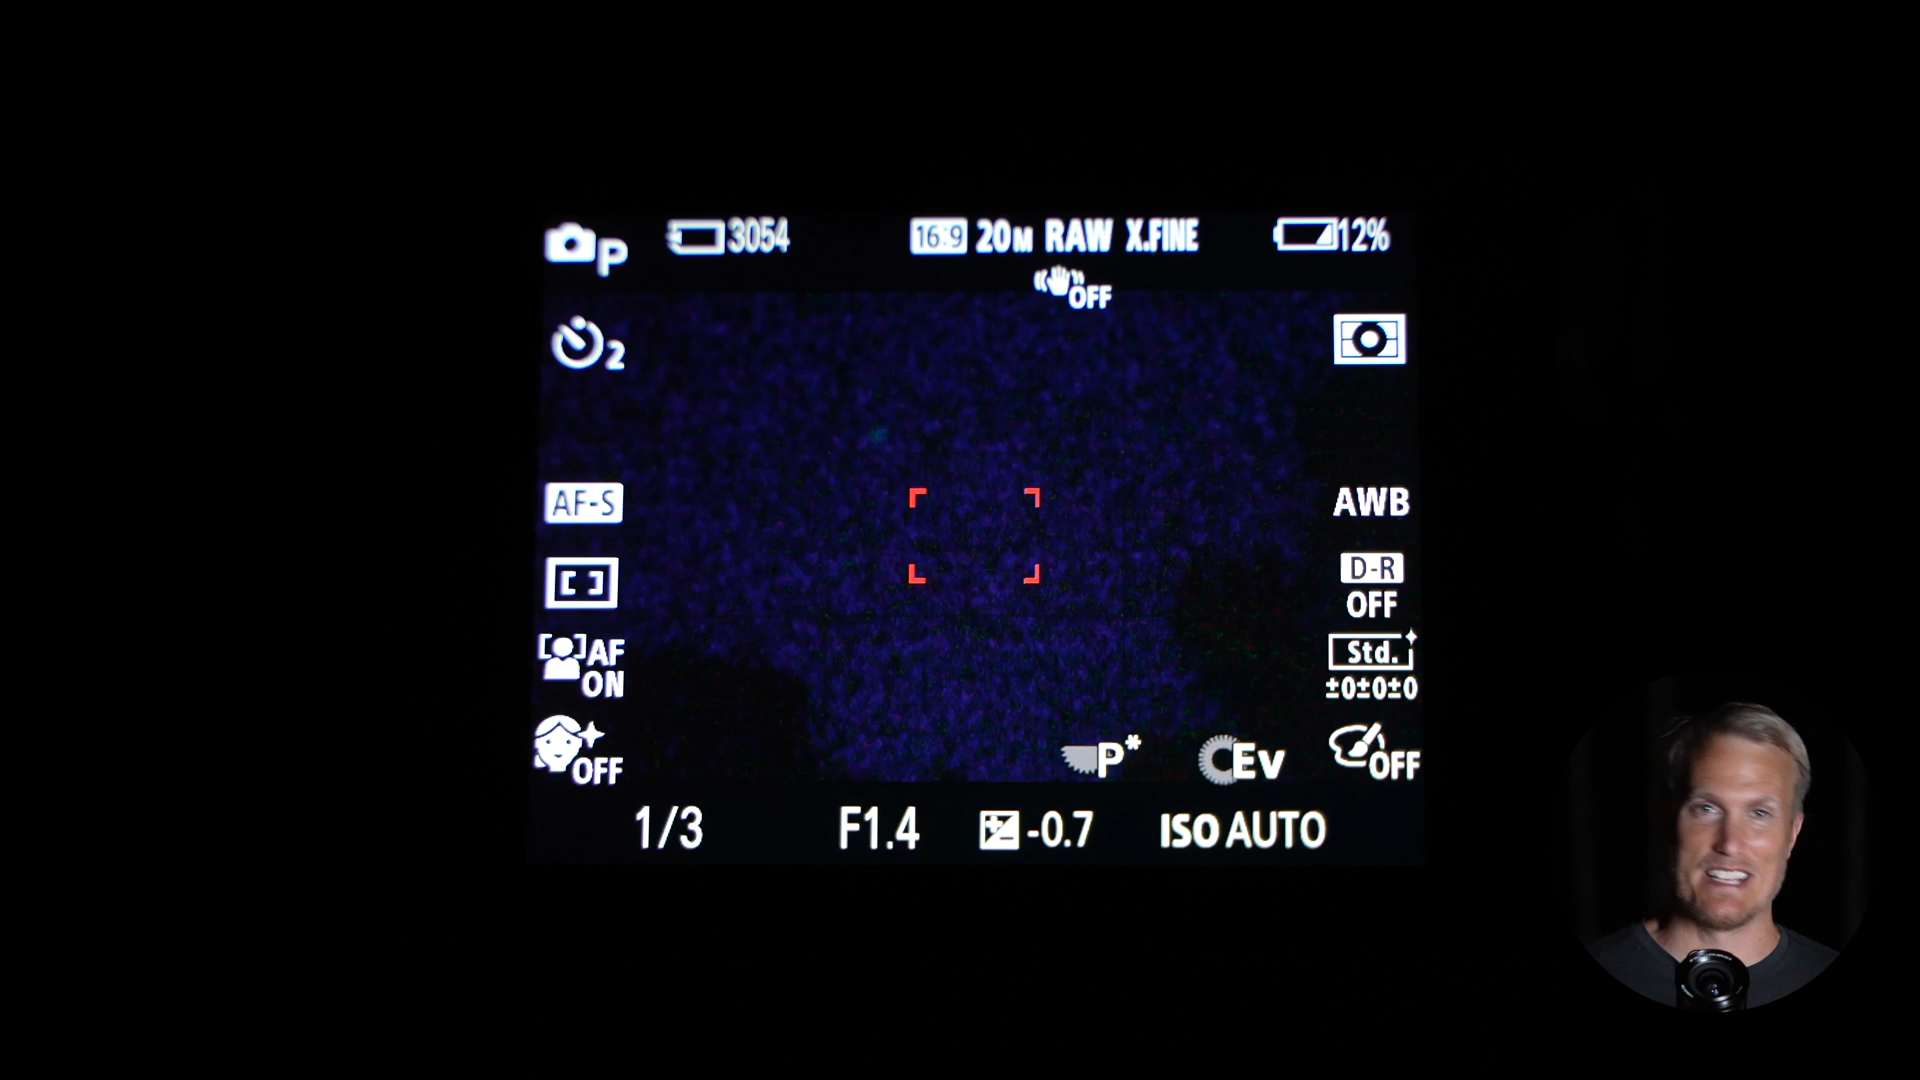 P 3054 16:9 20M RAW X.FINE 12%
OFF
2
AF-S AWB
D-R
OFF
AF
ON
Std.
±0±0±0
OFF
P* Ev OFF
1/3 F1.4 -0.7 ISO AUTO